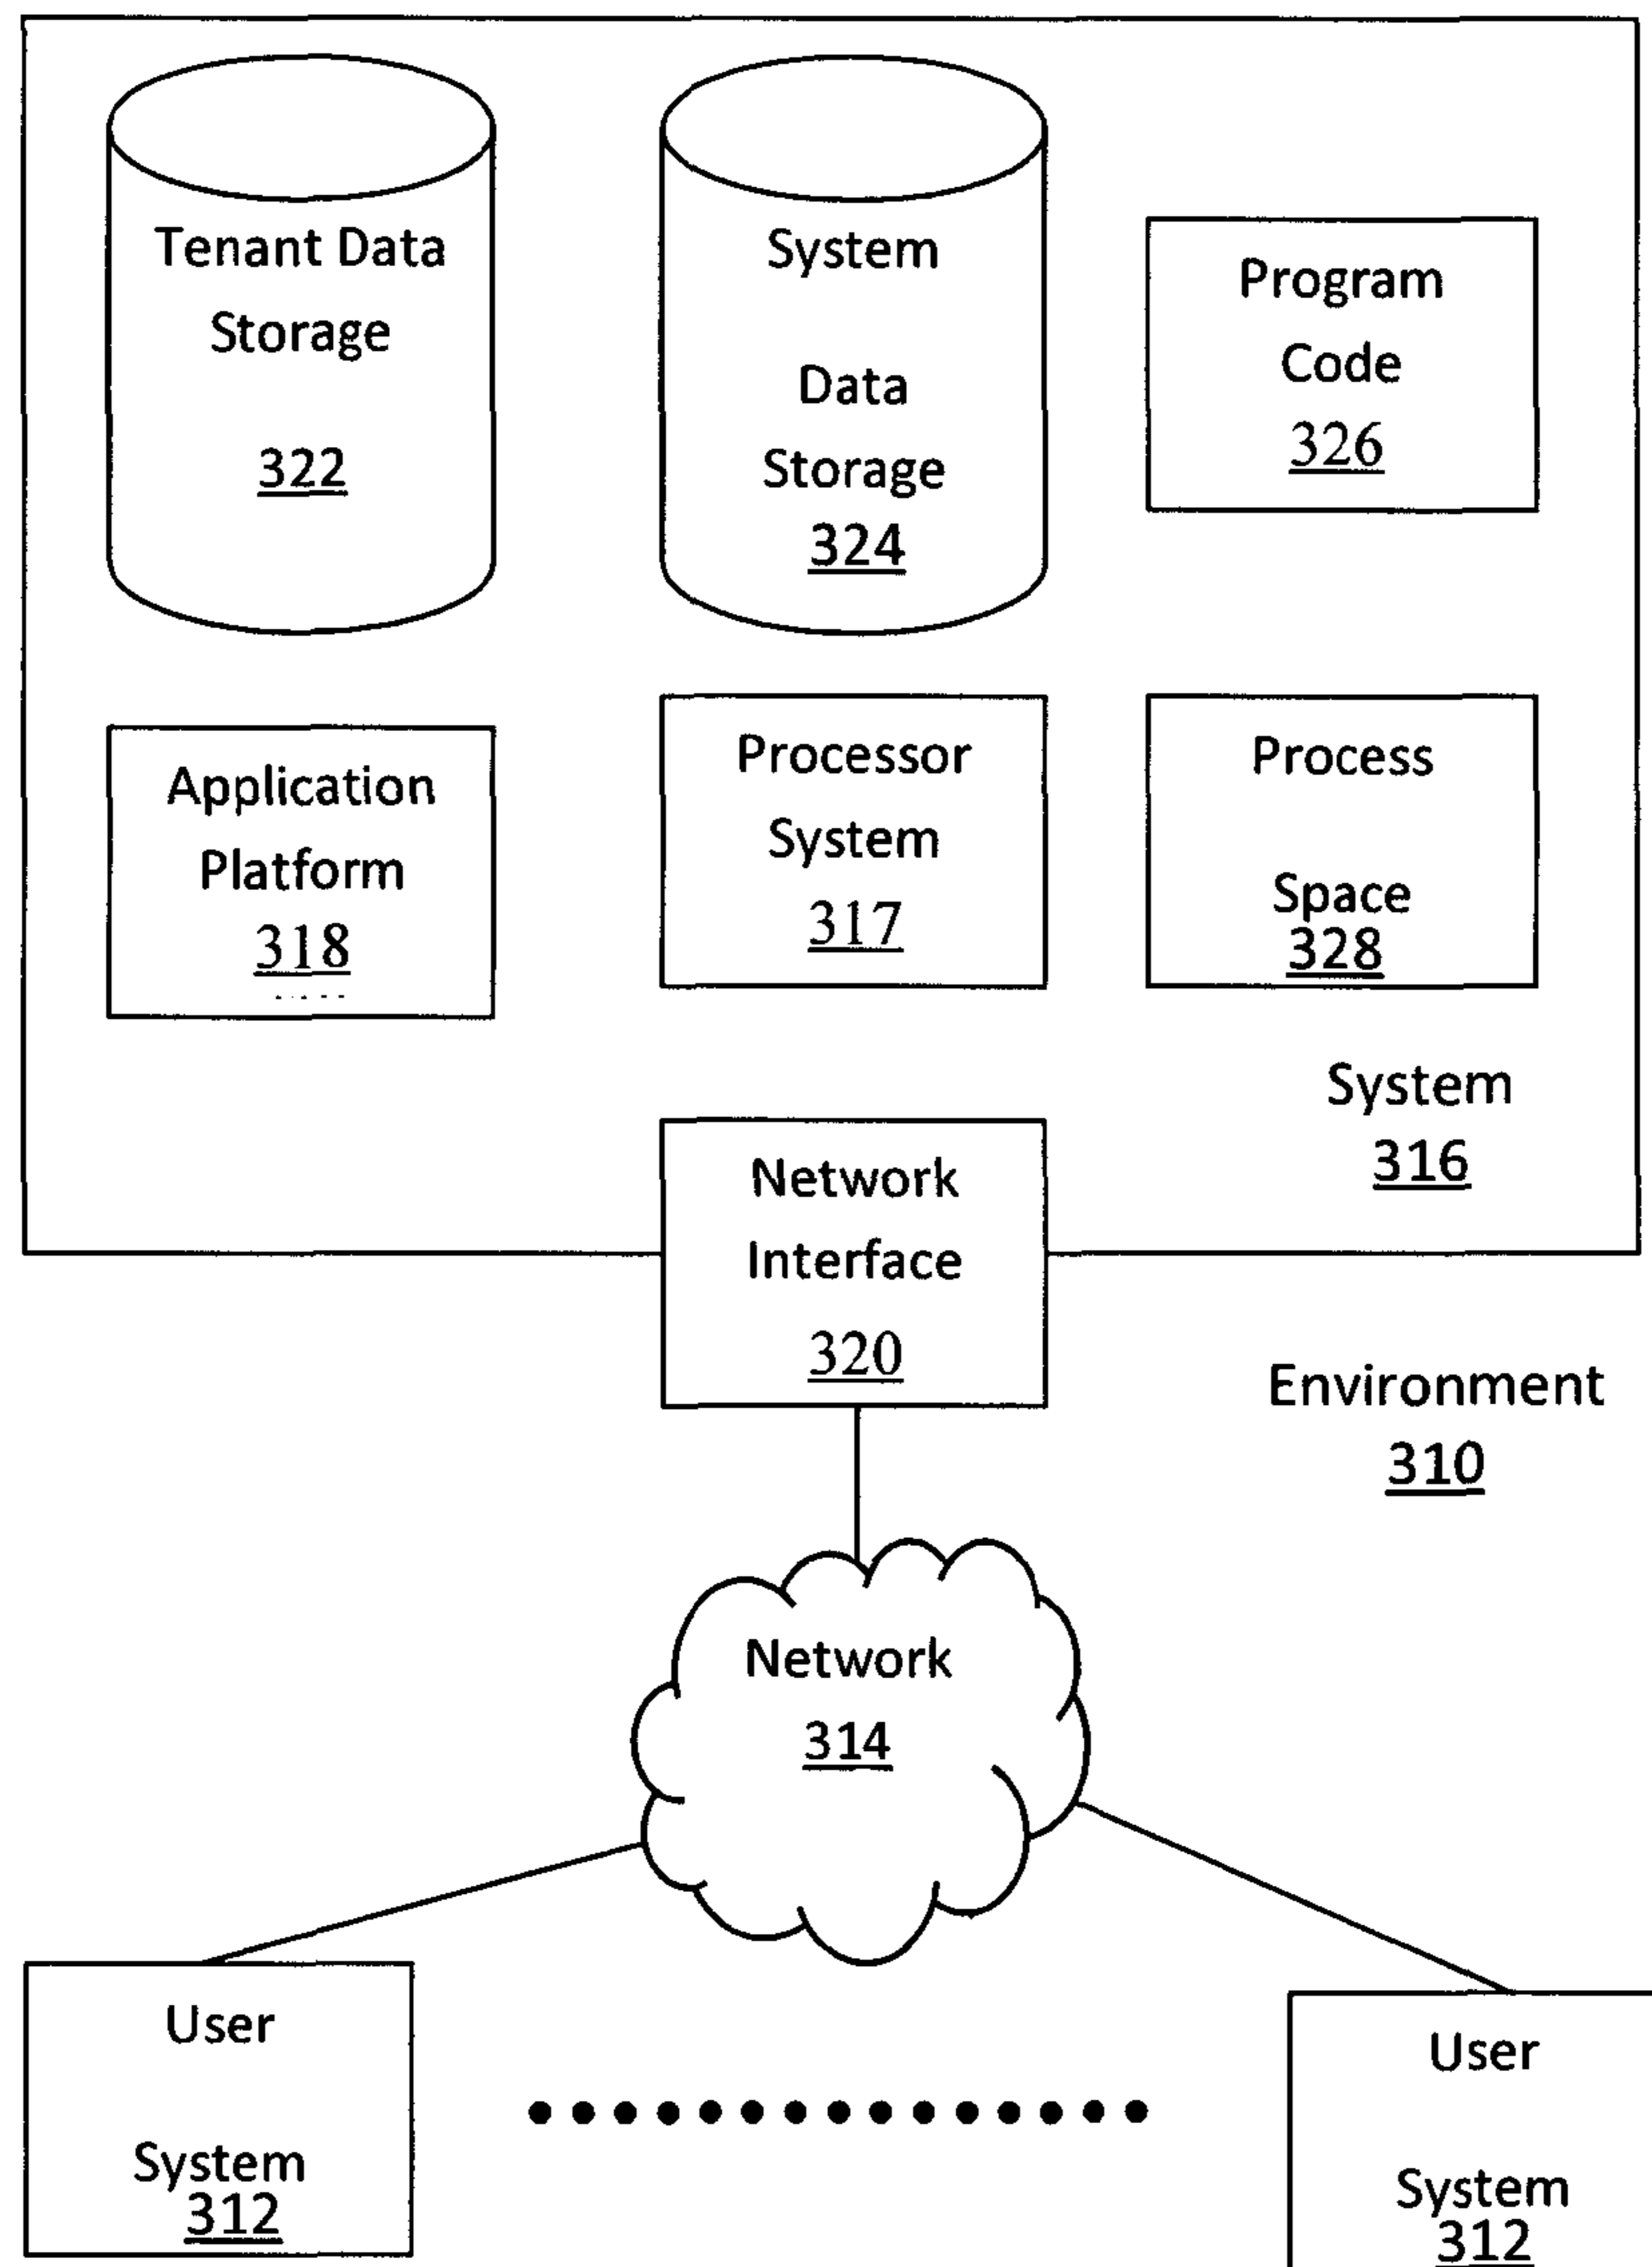 Tenant Data
Storage
322
System
Data
Storage
324
Program
Code
326
Application
Platform
318
Processor
System
317
Process
Space
328
System
316
Network
Interface
320
Environment
310
Network
314
User
System
312
User
System
312